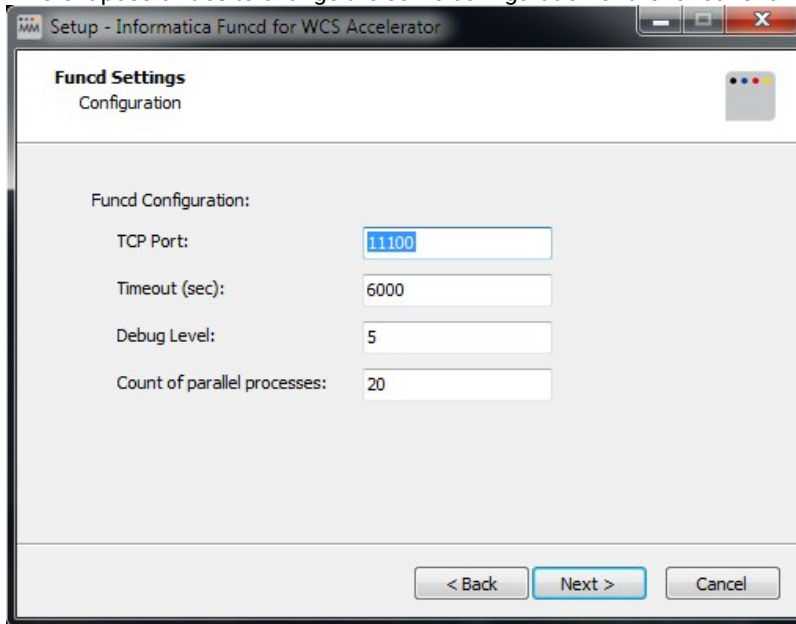 Setup - Informatica Funcd for WCS Accelerator
Funcd Settings
Configuration
Funcd Configuration:
TCP Port: 11100
Timeout (sec): 6000
Debug Level: 5
Count of parallel processes: 20
< Back Next > Cancel